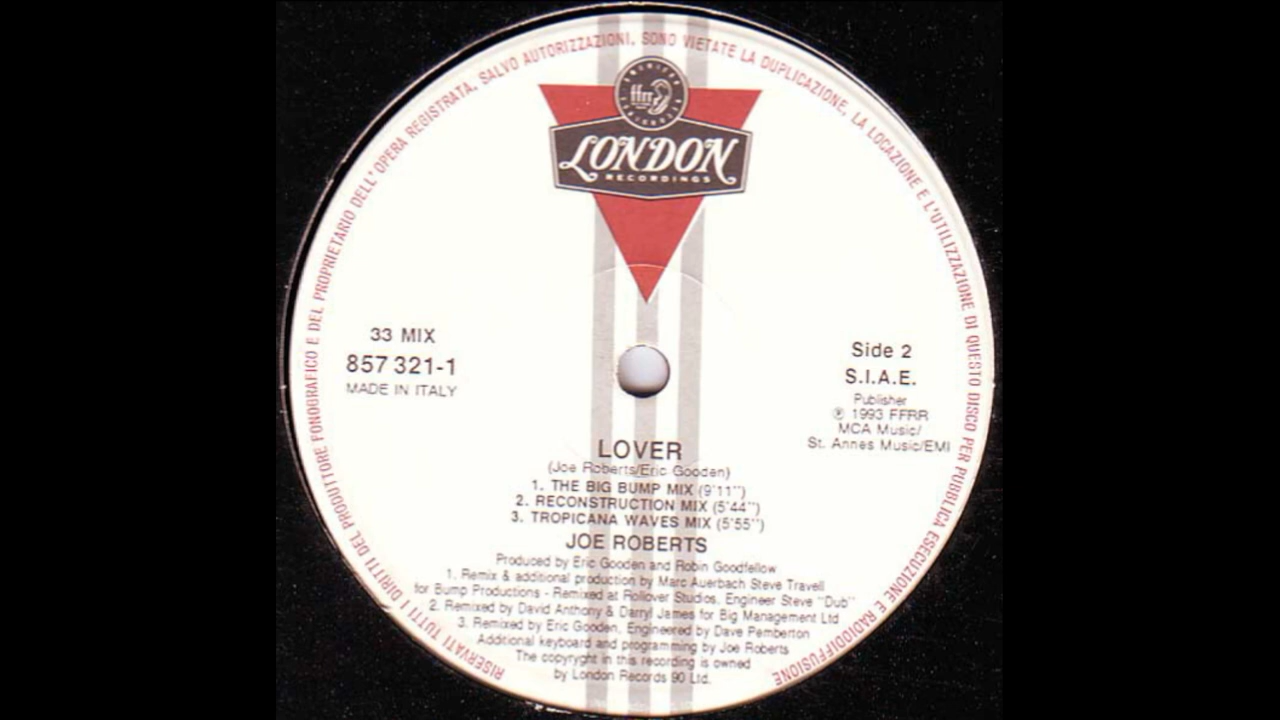 RISERVATI TUTTI I DIRITTI DEL PRODUTTORE FONOGRAFICO E DEL PROPRIETARIO DELL'OPERA REGISTRATA, SALVO AUTORIZZAZIONI, SONO VIETATE LA DUPLICAZIONE, LA LOCAZIONE E L'UTILIZZAZIONE DI QUESTO DISCO PER PUBBLICA ESECUZIONE E RADIODIFFUSIONE
ffrr
LONDON
RECORDINGS
33 MIX
857 321-1
MADE IN ITALY
Side 2
S.I.A.E.
Publisher
℗ 1993 FFRR
MCA Music/
St. Annes Music/EMI
LOVER
(Joe Roberts/Eric Gooden)
1. THE BIG BUMP MIX (9'11")
2. RECONSTRUCTION MIX (5'44")
3. TROPICANA WAVES MIX (5'55")
JOE ROBERTS
Produced by Eric Gooden and Robin Goodfellow
1. Remix & additional production by Marc Auerbach Steve Travell
for Bump Productions - Remixed at Rollover Studios. Engineer Steve "Dub"
2. Remixed by David Anthony & Darryl James for Big Management Ltd
3. Remixed by Eric Gooden, Engineered by Dave Pemberton
Additional keyboard and programming by Joe Roberts
The copyryght in this recording is owned
by London Records 90 Ltd.